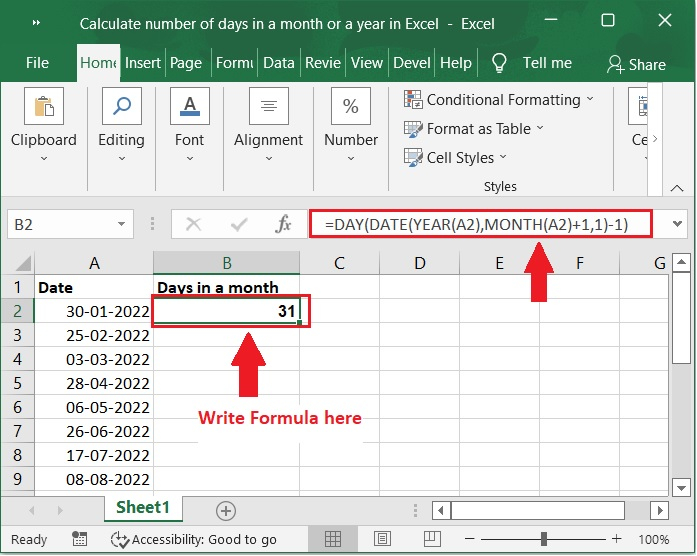 Calculate number of days in a month or a year in Excel - Excel
File Home Insert Page Formu Data Revie View Devel Help Tell me Share
Clipboard Editing Font Alignment Number
%
Conditional Formatting
Format as Table
Cell Styles
Ce
Styles
B2 fx =DAY(DATE(YEAR(A2),MONTH(A2)+1,1)-1)
A B C D E F G
1 Date Days in a month
2 30-01-2022 31
3 25-02-2022
4 03-03-2022
5 28-04-2022
6 06-05-2022
7 26-06-2022
8 17-07-2022
9 08-08-2022
Write Formula here
Sheet1
Ready Accessibility: Good to go 100%